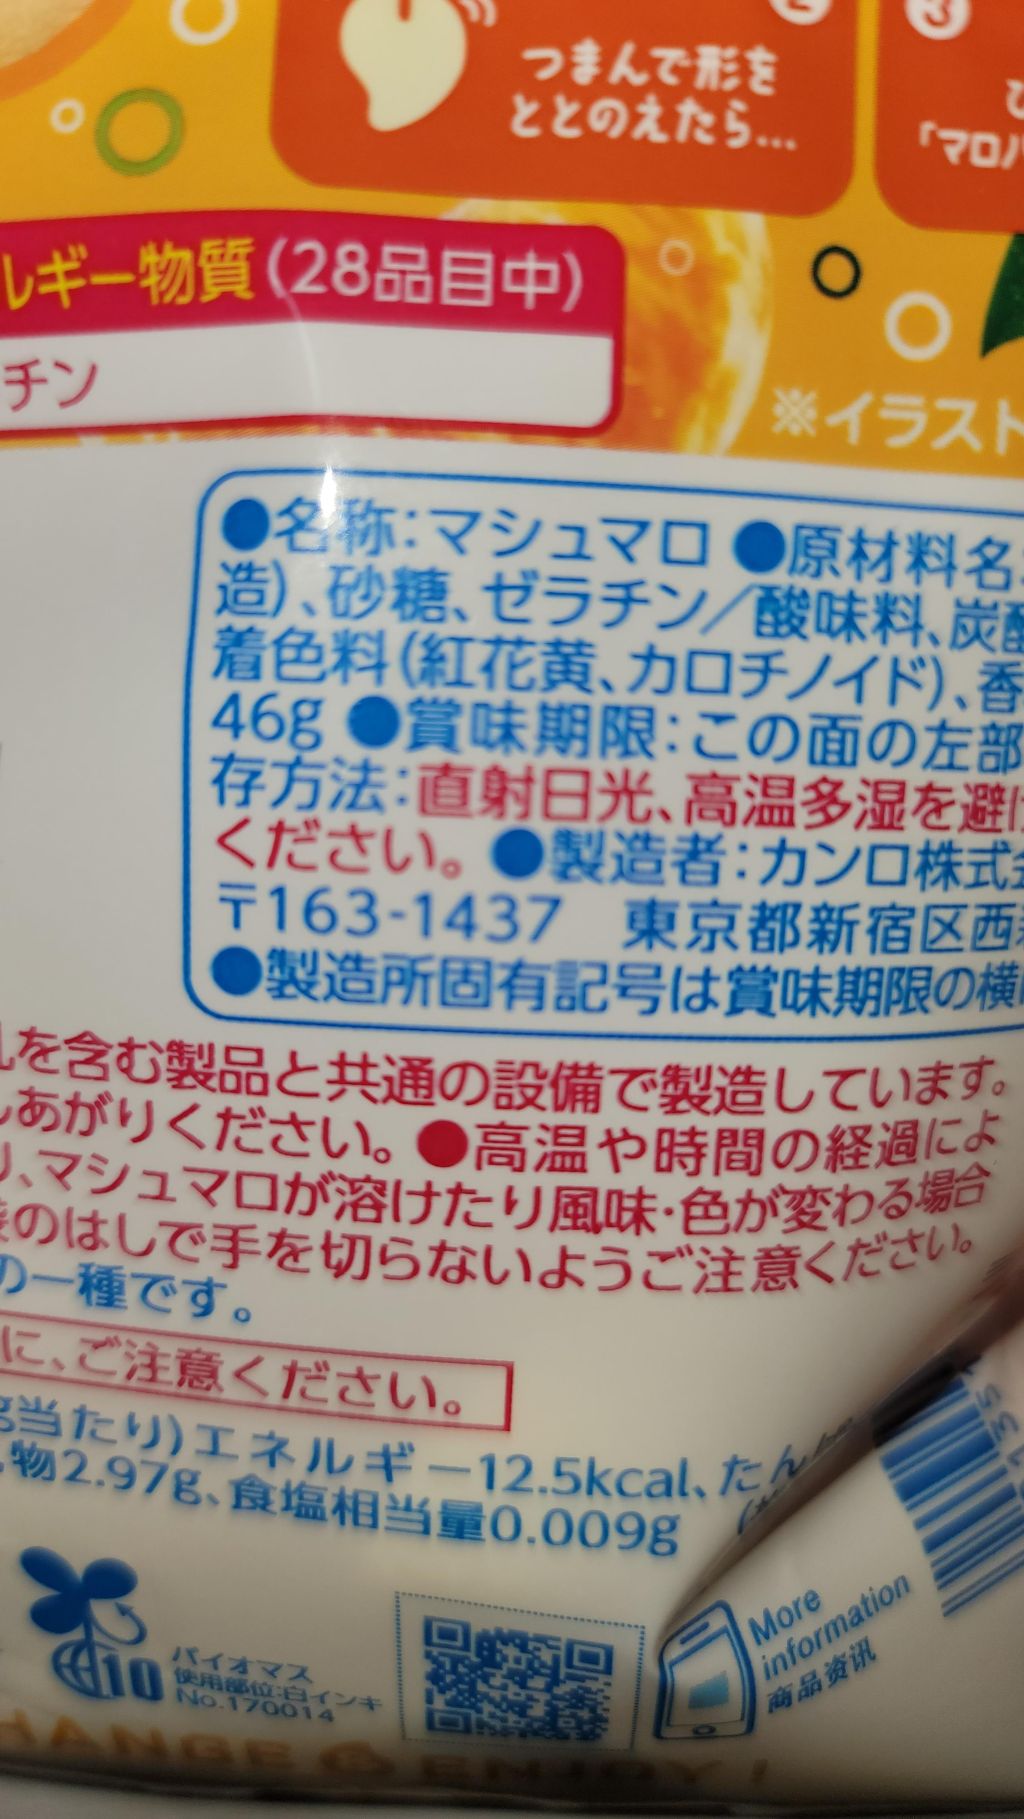 つまんで形を
ととのえたら…
3
「マロ
ルギー物質(28品目中)
チン
※イラスト
●名称:マシュマロ ●原材料名
造)、砂糖、ゼラチン/酸味料、炭酸
着色料(紅花黄、カロチノイド)、香
46g ●賞味期限:この面の左部
存方法:直射日光、高温多湿を避け
ください。●製造者:カンロ株式会
〒163-1437 東京都新宿区西新
●製造所固有記号は賞味期限の横
乳を含む製品と共通の設備で製造しています。
しあがりください。●高温や時間の経過によ
り、マシュマロが溶けたり風味・色が変わる場合
袋のはしで手を切らないようご注意ください。
の一種です。
に、ご注意ください。
g当たり)エネルギー12.5kcal、たん
物2.97g、食塩相当量0.009g
10
バイオマス
使用部位:白インキ
No.170014
More
information
商品资讯
HANGE ENJOY!